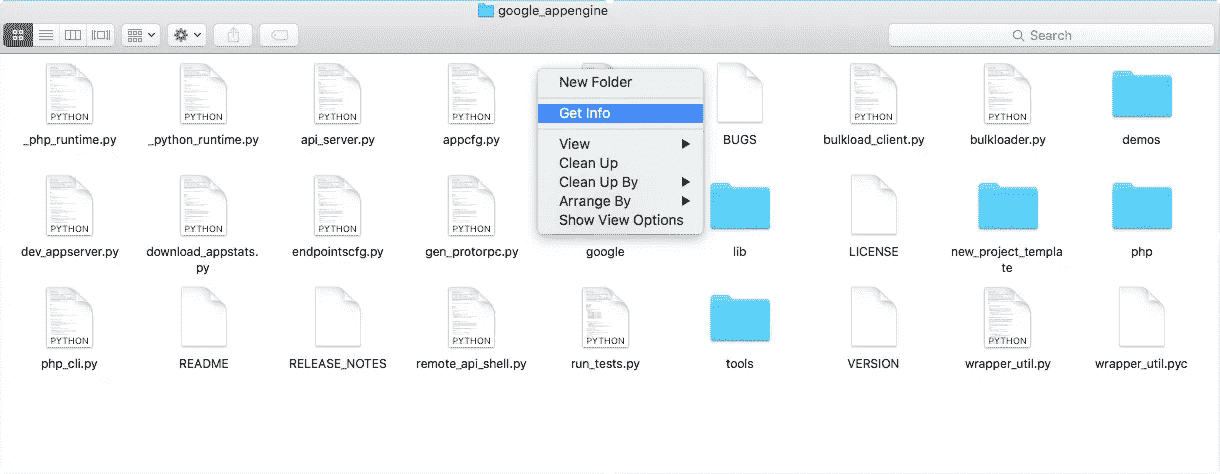 google_appengine
Search
New Folder
Get Info
View
Clean Up
Clean Up By
Arrange By
Show View Options
PYTHON
PYTHON
PYTHON
PYTHON
PYTHON
PYTHON
_php_runtime.py
_python_runtime.py
api_server.py
appcfg.py
BUGS
bulkload_client.py
bulkloader.py
demos
PYTHON
PYTHON
PYTHON
PYTHON
dev_appserver.py
download_appstats.
py
endpointscfg.py
gen_protorpc.py
google
lib
LICENSE
new_project_templa
te
php
PYTHON
PYTHON
PYTHON
PYTHON
php_cli.py
README
RELEASE_NOTES
remote_api_shell.py
run_tests.py
tools
VERSION
wrapper_util.py
wrapper_util.pyc